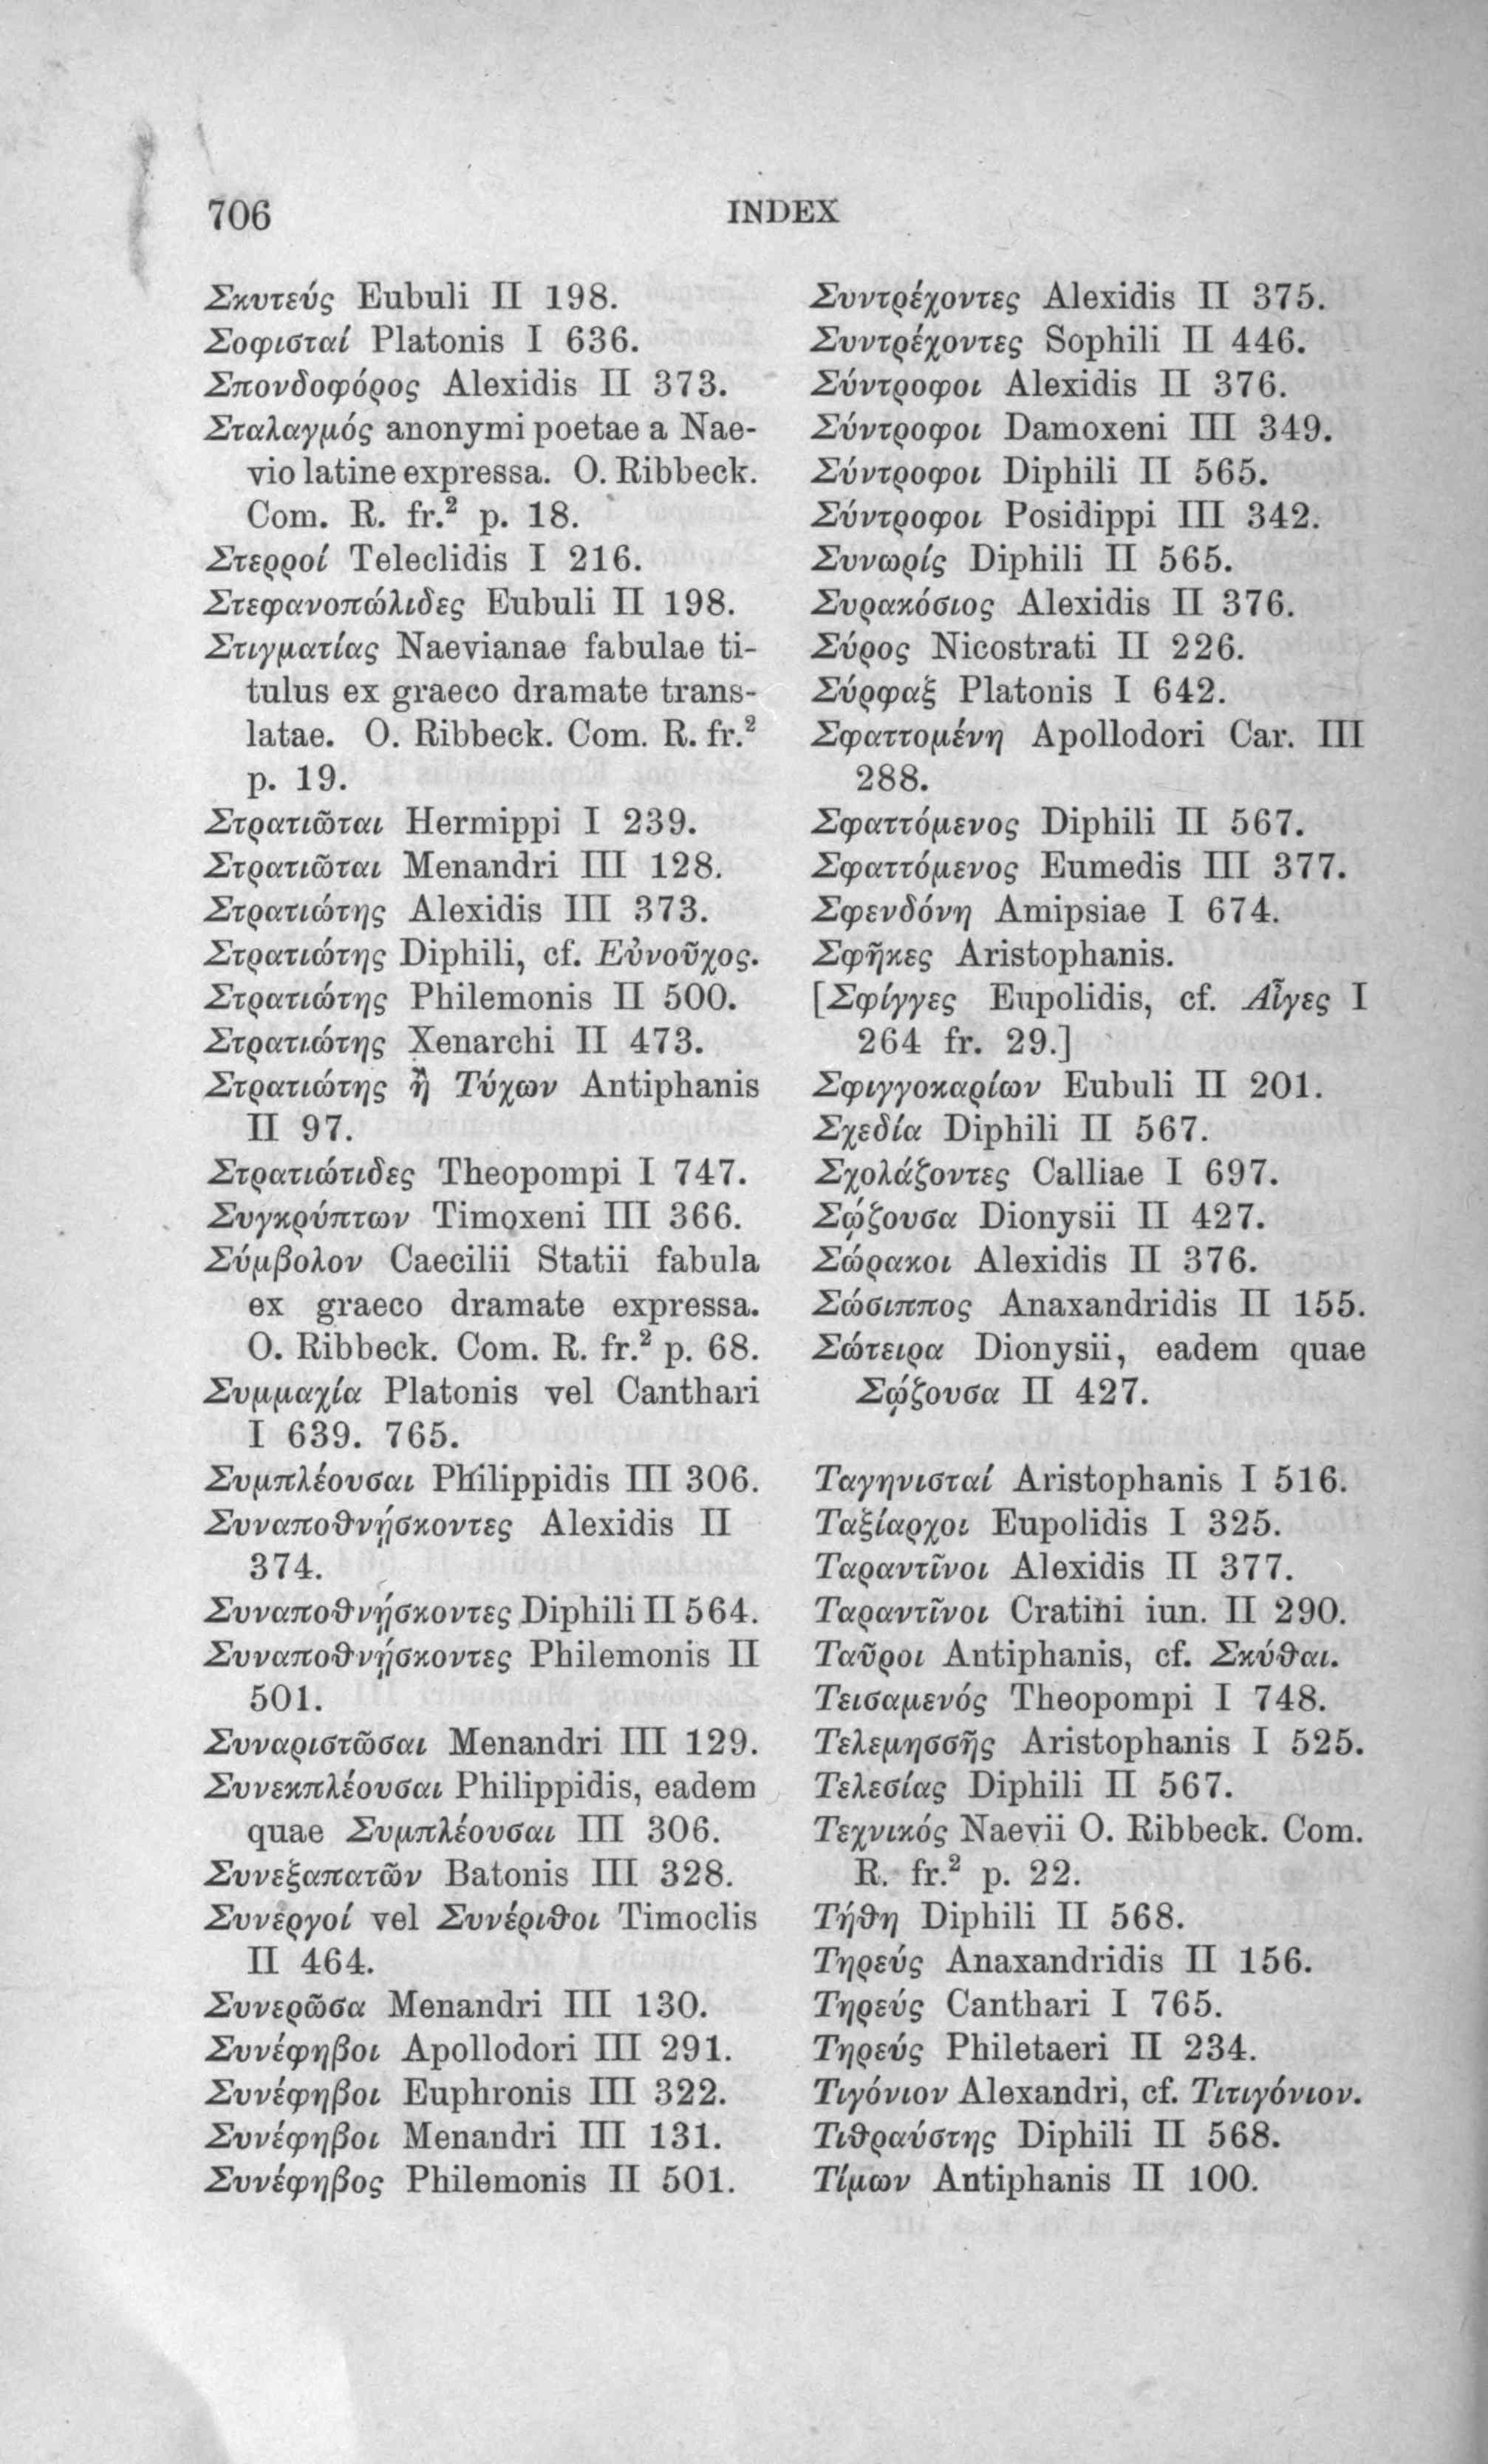 706
INDEX
Σκυτεύς Eubuli II 198.
Σοφισταί Platonis I 636.
Σπονδοφόρος Alexidis II 373.
Σταλαγμός anonymi poetae a Nae-
vio latine expressa. O. Ribbeck.
Com. R. fr.² p. 18.
Στερροί Teleclidis I 216.
Στεφανοπώλιδες Eubuli II 198.
Στιγματίας Naevianae fabulae ti-
tulus ex graeco dramate trans-
latae. O. Ribbeck. Com. R. fr.²
p. 19.
Στρατιῶται Hermippi I 239.
Στρατιῶται Menandri III 128.
Στρατιώτης Alexidis III 373.
Στρατιώτης Diphili, cf. Εὐνοῦχος.
Στρατιώτης Philemonis II 500.
Στρατιώτης Xenarchi II 473.
Στρατιώτης ἢ Τύχων Antiphanis
II 97.
Στρατιώτιδες Theopompi I 747.
Συγκρύπτων Timoxeni III 366.
Σύμβολον Caecilii Statii fabula
ex graeco dramate expressa.
O. Ribbeck. Com. R. fr.² p. 68.
Συμμαχία Platonis vel Canthari
I 639. 765.
Συμπλέουσαι Philippidis III 306.
Συναποθνῄσκοντες Alexidis II
374.
Συναποθνῄσκοντες Diphili II 564.
Συναποθνῄσκοντες Philemonis II
501.
Συναριστῶσαι Menandri III 129.
Συνεκπλέουσαι Philippidis, eadem
quae Συμπλέουσαι III 306.
Συνεξαπατῶν Batonis III 328.
Συνεργοί vel Συνέριθοι Timoclis
II 464.
Συνερῶσα Menandri III 130.
Συνέφηβοι Apollodori III 291.
Συνέφηβοι Euphronis III 322.
Συνέφηβοι Menandri III 131.
Συνέφηβος Philemonis II 501.
Συντρέχοντες Alexidis II 375.
Συντρέχοντες Sophili II 446.
Σύντροφοι Alexidis II 376.
Σύντροφοι Damoxeni III 349.
Σύντροφοι Diphili II 565.
Σύντροφοι Posidippi III 342.
Συνωρίς Diphili II 565.
Συρακόσιος Alexidis II 376.
Σύρος Nicostrati II 226.
Σύρφαξ Platonis I 642.
Σφαττομένη Apollodori Car. III
288.
Σφαττόμενος Diphili II 567.
Σφαττόμενος Eumedis III 377.
Σφενδόνη Amipsiae I 674.
Σφῆκες Aristophanis.
[Σφίγγες Eupolidis, cf. Αἶγες I
264 fr. 29.]
Σφιγγοκαρίων Eubuli II 201.
Σχεδία Diphili II 567.
Σχολάζοντες Calliae I 697.
Σῴζουσα Dionysii II 427.
Σώρακοι Alexidis II 376.
Σώσιππος Anaxandridis II 155.
Σώτειρα Dionysii, eadem quae
Σῴζουσα II 427.
Ταγηνισταί Aristophanis I 516.
Ταξίαρχοι Eupolidis I 325.
Ταραντῖνοι Alexidis II 377.
Ταραντῖνοι Cratini iun. II 290.
Ταῦροι Antiphanis, cf. Σκύθαι.
Τεισαμενός Theopompi I 748.
Τελεμησσῆς Aristophanis I 525.
Τελεσίας Diphili II 567.
Τεχνικός Naevii O. Ribbeck. Com.
R. fr.² p. 22.
Τήθη Diphili II 568.
Τηρεύς Anaxandridis II 156.
Τηρεύς Canthari I 765.
Τηρεύς Philetaeri II 234.
Τιγόνιον Alexandri, cf. Τιτιγόνιον.
Τιθραύστης Diphili II 568.
Τίμων Antiphanis II 100.